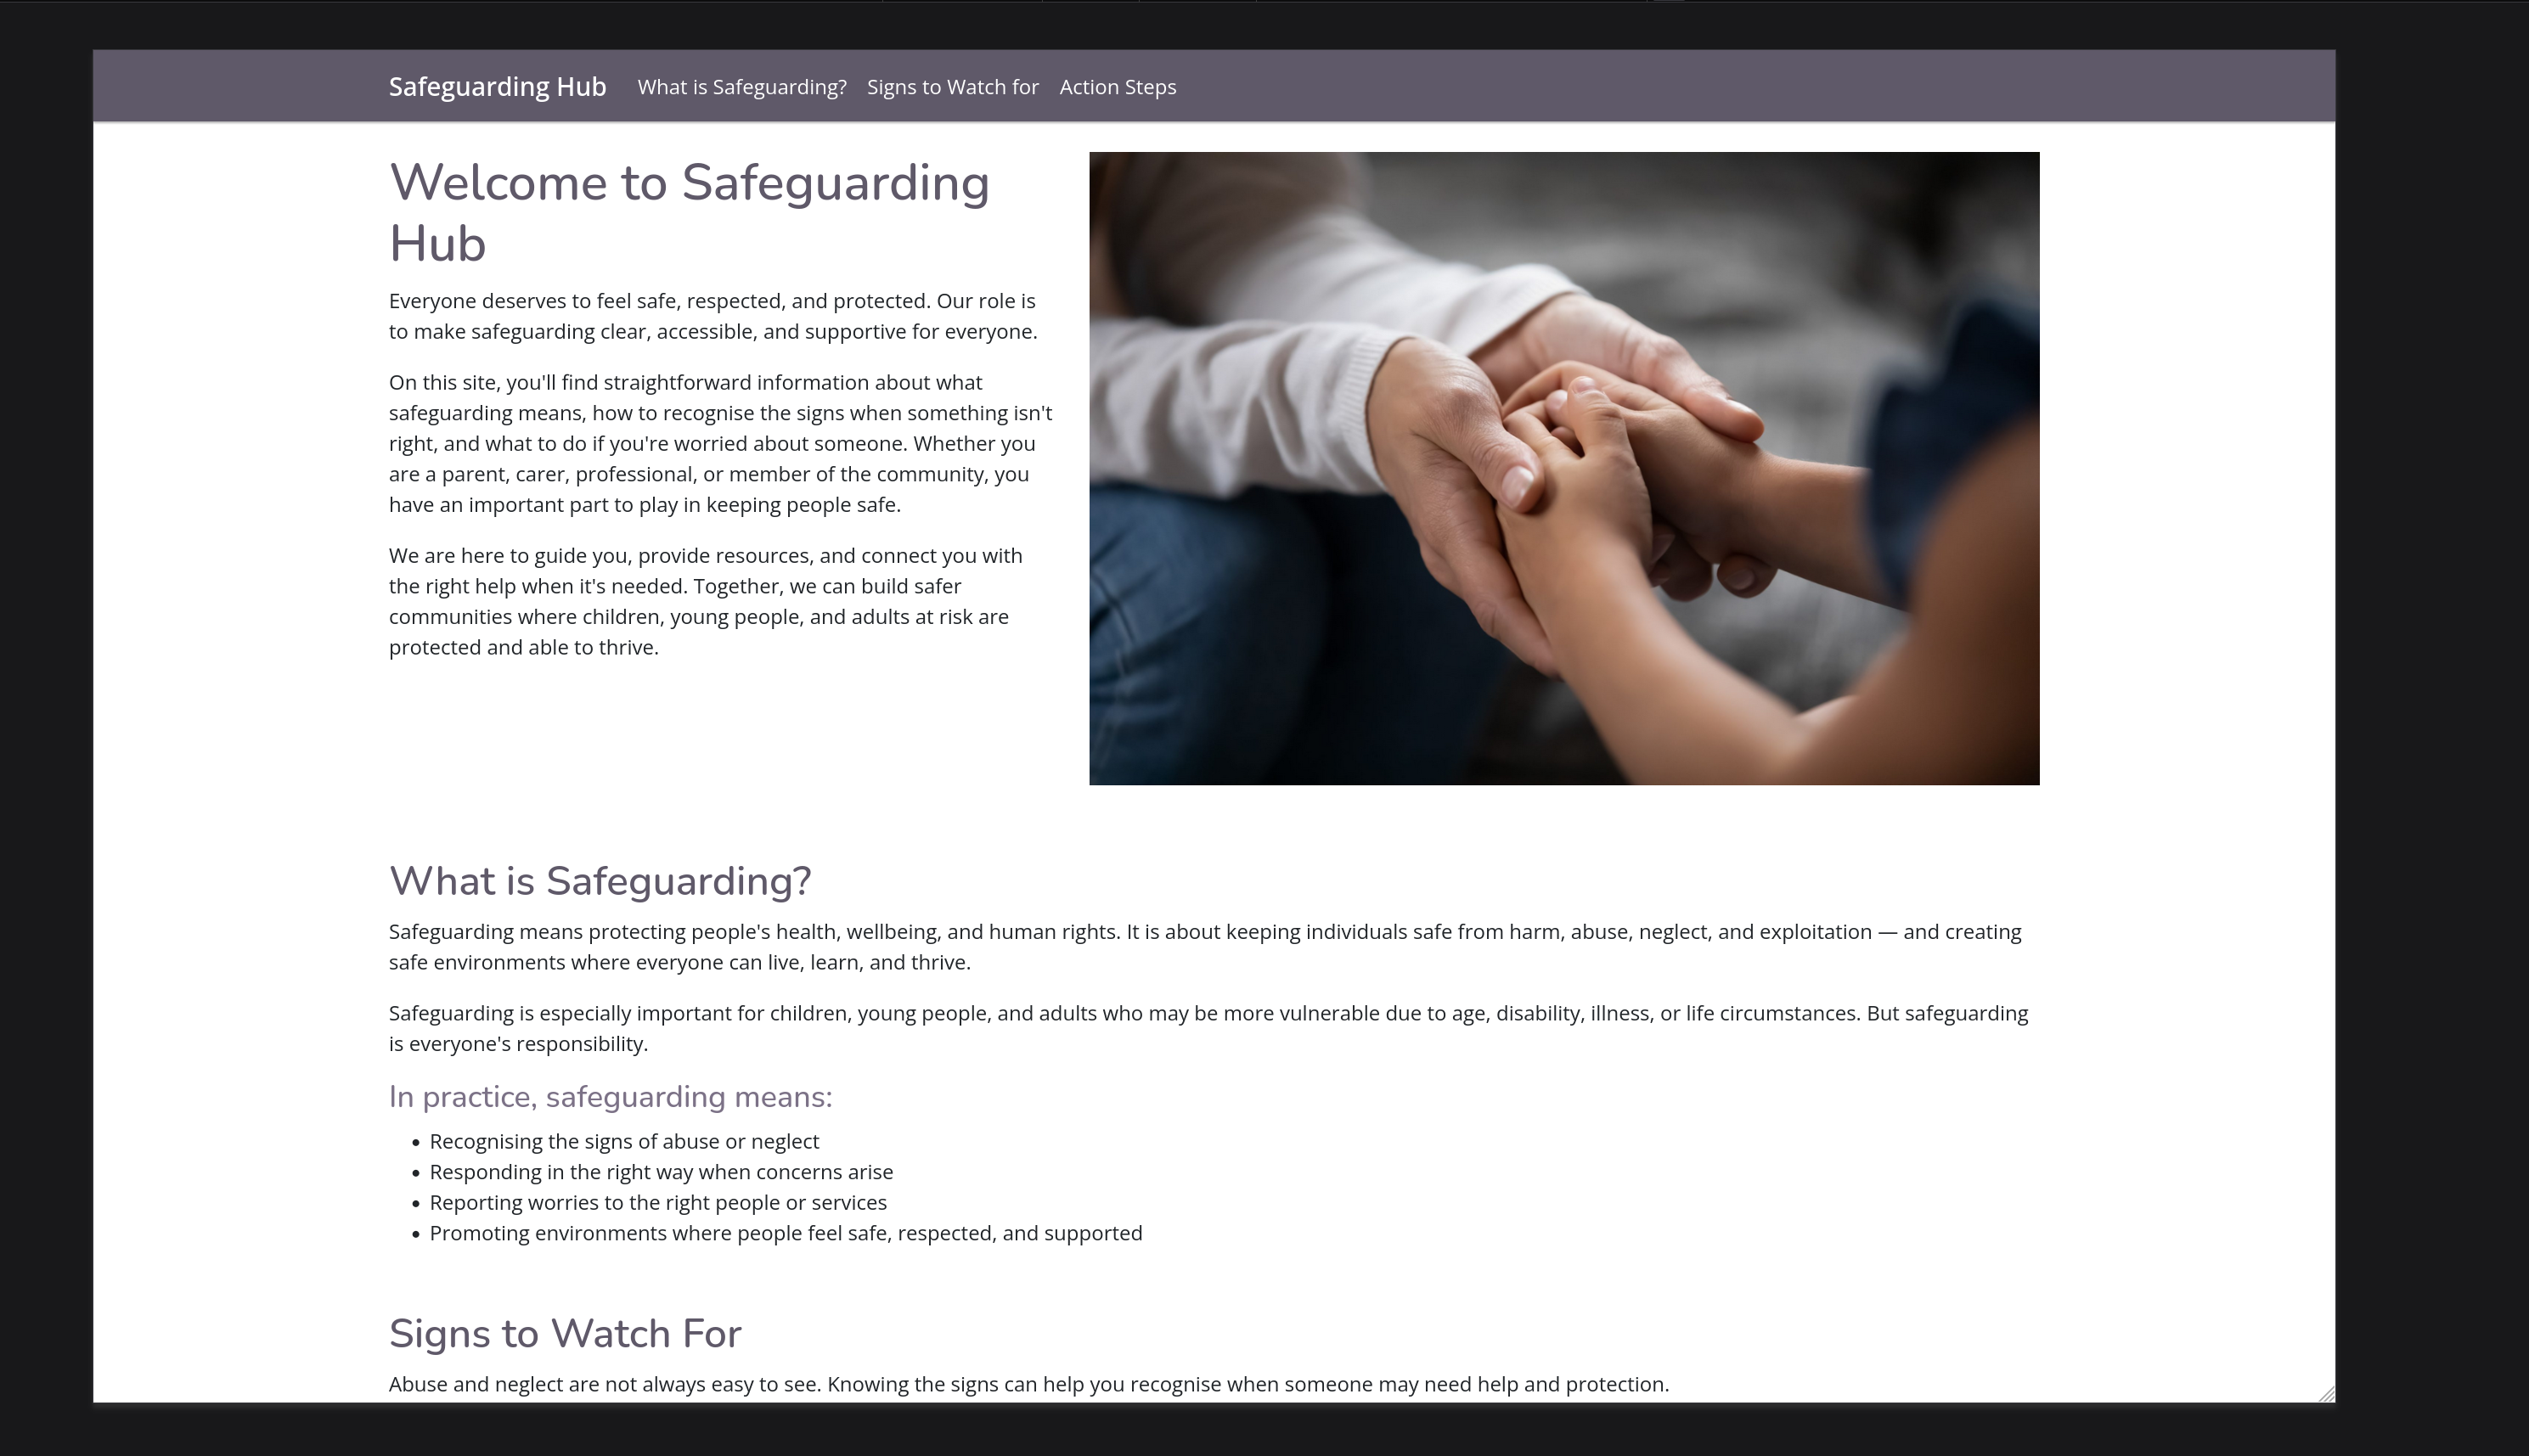 Safeguarding Hub What is Safeguarding? Signs to Watch for Action Steps
Welcome to Safeguarding
Hub
Everyone deserves to feel safe, respected, and protected. Our role is
to make safeguarding clear, accessible, and supportive for everyone.
On this site, you'll find straightforward information about what
safeguarding means, how to recognise the signs when something isn't
right, and what to do if you're worried about someone. Whether you
are a parent, carer, professional, or member of the community, you
have an important part to play in keeping people safe.
We are here to guide you, provide resources, and connect you with
the right help when it's needed. Together, we can build safer
communities where children, young people, and adults at risk are
protected and able to thrive.
What is Safeguarding?
Safeguarding means protecting people's health, wellbeing, and human rights. It is about keeping individuals safe from harm, abuse, neglect, and exploitation — and creating
safe environments where everyone can live, learn, and thrive.
Safeguarding is especially important for children, young people, and adults who may be more vulnerable due to age, disability, illness, or life circumstances. But safeguarding
is everyone's responsibility.
In practice, safeguarding means:
• Recognising the signs of abuse or neglect
• Responding in the right way when concerns arise
• Reporting worries to the right people or services
• Promoting environments where people feel safe, respected, and supported
Signs to Watch For
Abuse and neglect are not always easy to see. Knowing the signs can help you recognise when someone may need help and protection.